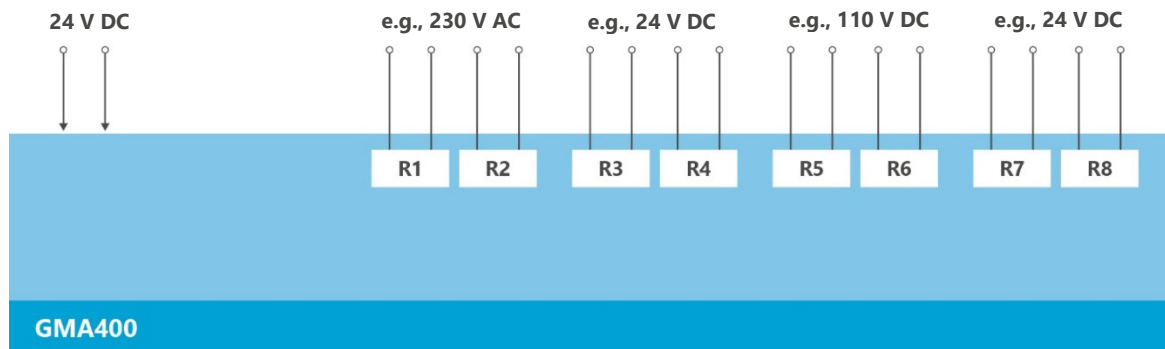 24 V DC e.g., 230 V AC e.g., 24 V DC e.g., 110 V DC e.g., 24 V DC
R1 R2 R3 R4 R5 R6 R7 R8
GMA400